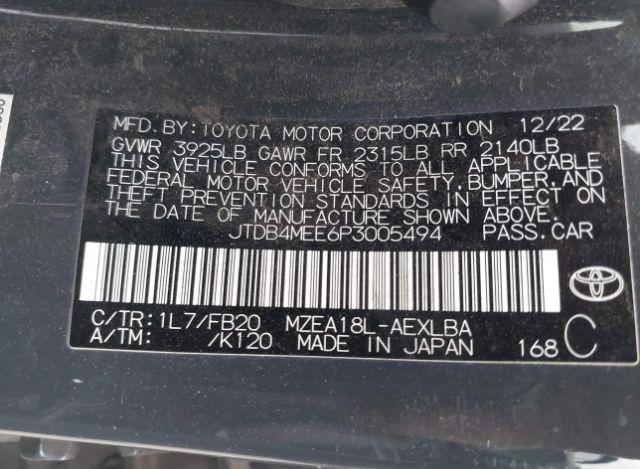 MFD.BY:TOYOTA MOTOR CORPORATION 12/22
GVWR 3925LB GAWR FR 2315LB RR 2140LB
THIS VEHICLE CONFORMS TO ALL APPLICABLE
FEDERAL MOTOR VEHICLE SAFETY,BUMPER,AND
THEFT PREVENTION STANDARDS IN EFFECT ON
THE DATE OF MANUFACTURE SHOWN ABOVE.
JTDB4MEE6P3005494 PASS.CAR
C/TR:1L7/FB20 MZEA18L-AEXLBA
A/TM: /K120 MADE IN JAPAN 168 C